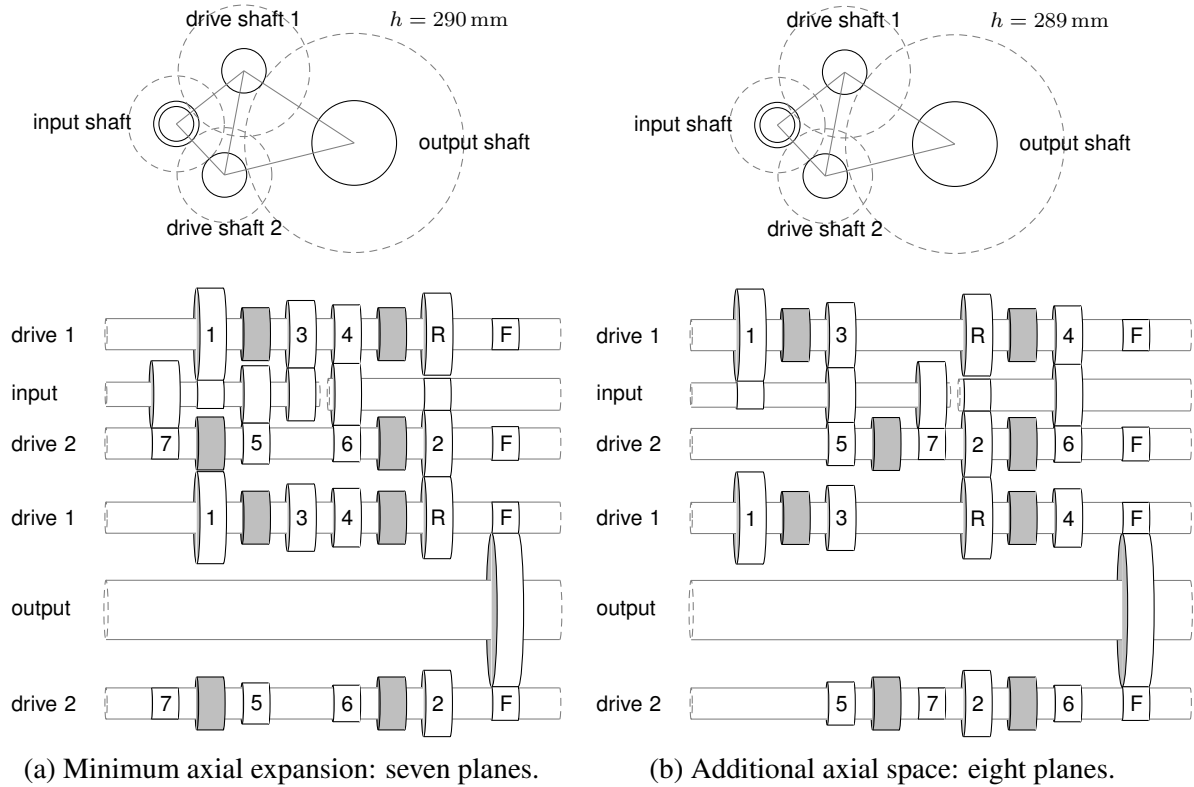 drive shaft 1
h = 290 mm
input shaft
output shaft
drive shaft 2
drive 1
1
3
4
R
F
input
drive 2
7
5
6
2
F
drive 1
1
3
4
R
F
output
drive 2
7
5
6
2
F
(a) Minimum axial expansion: seven planes.
drive shaft 1
h = 289 mm
input shaft
output shaft
drive shaft 2
drive 1
1
3
R
4
F
input
drive 2
5
7
2
6
F
drive 1
1
3
R
4
F
output
drive 2
5
7
2
6
F
(b) Additional axial space: eight planes.